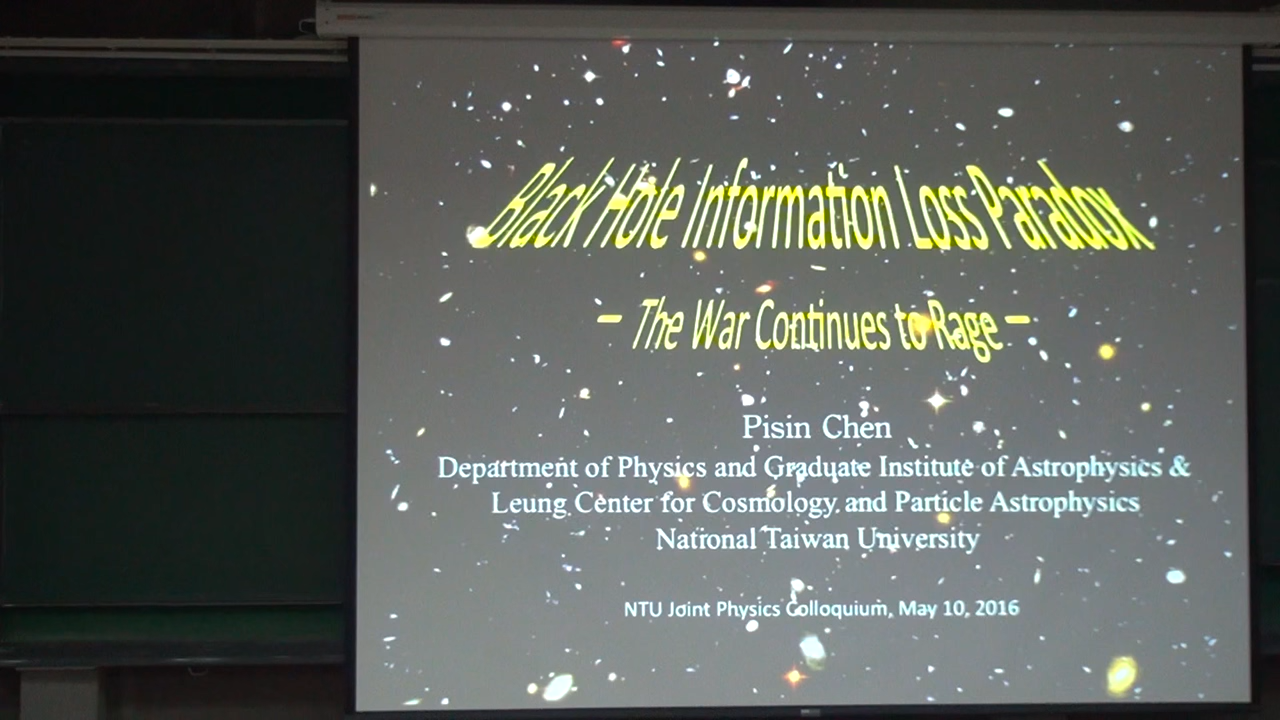 Black Hole Information Loss Paradox
– The War Continues to Rage –
Pisin Chen
Department of Physics and Graduate Institute of Astrophysics &
Leung Center for Cosmology and Particle Astrophysics
National Taiwan University
NTU Joint Physics Colloquium, May 10, 2016